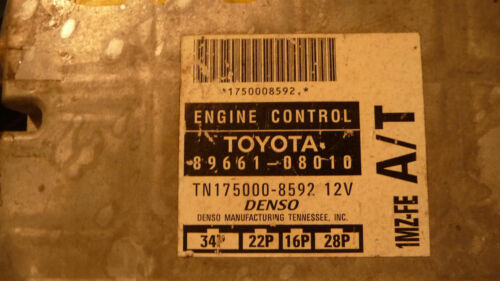 *1750008592.*
ENGINE CONTROL
TOYOTA
89661-08010
TN175000-8592 12V
DENSO
DENSO MANUFACTURING TENNESSEE, INC.
34P 22P 16P 28P
1MZ-FE A/T